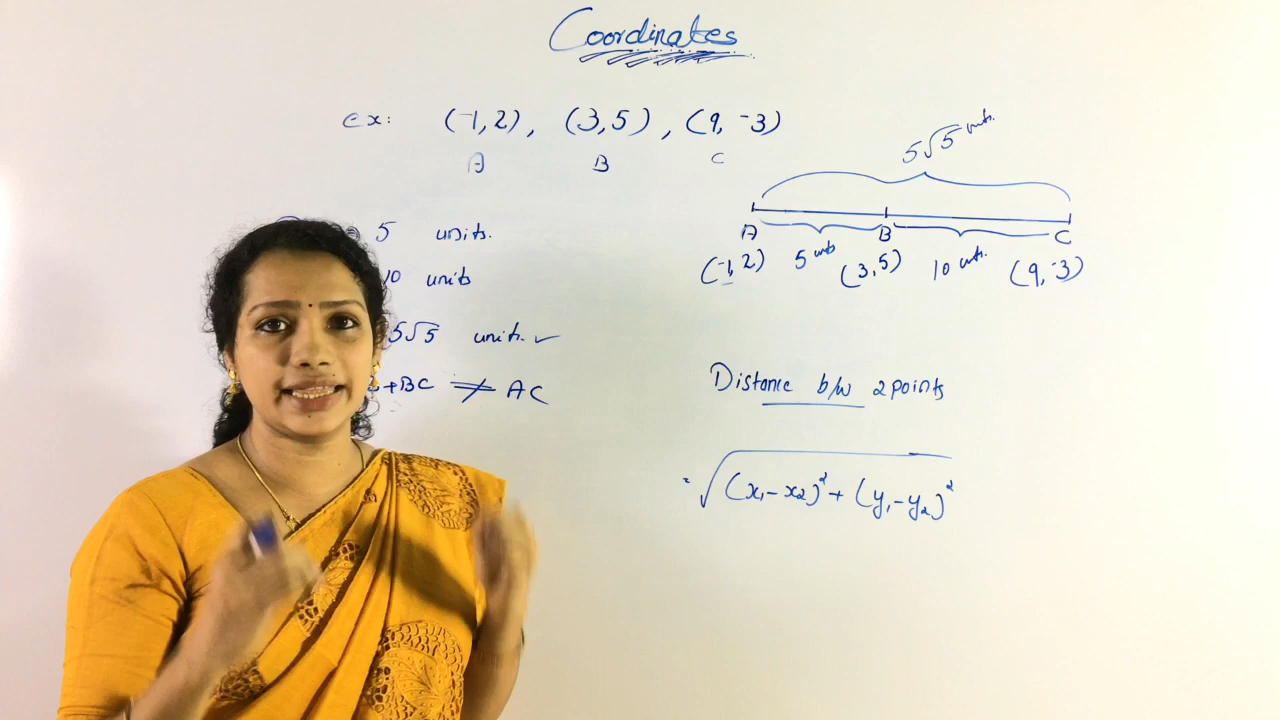 Coordinates
ex: (-1, 2), (3, 5), (9, -3)
A B C
5 units.
10 units
5√5 units. ✓
+BC ≠ AC
5√5 units.
A B C
(-1, 2) 5 units (3, 5) 10 units. (9, -3)
Distance b/w 2 points
= √(x₁ - x₂)² + (y₁ - y₂)²